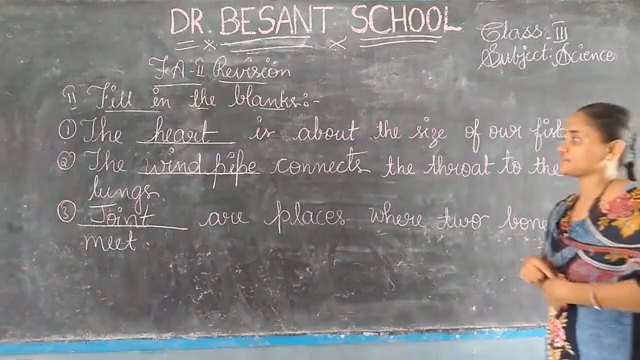 DR. BESANT SCHOOL
Class-III
Subject: Science
FA-II Revision
II Fill in the blanks:-
① The heart is about the size of our fist
② The wind pipe connects the throat to the
lungs.
③ Joint are places where two bone
meet.